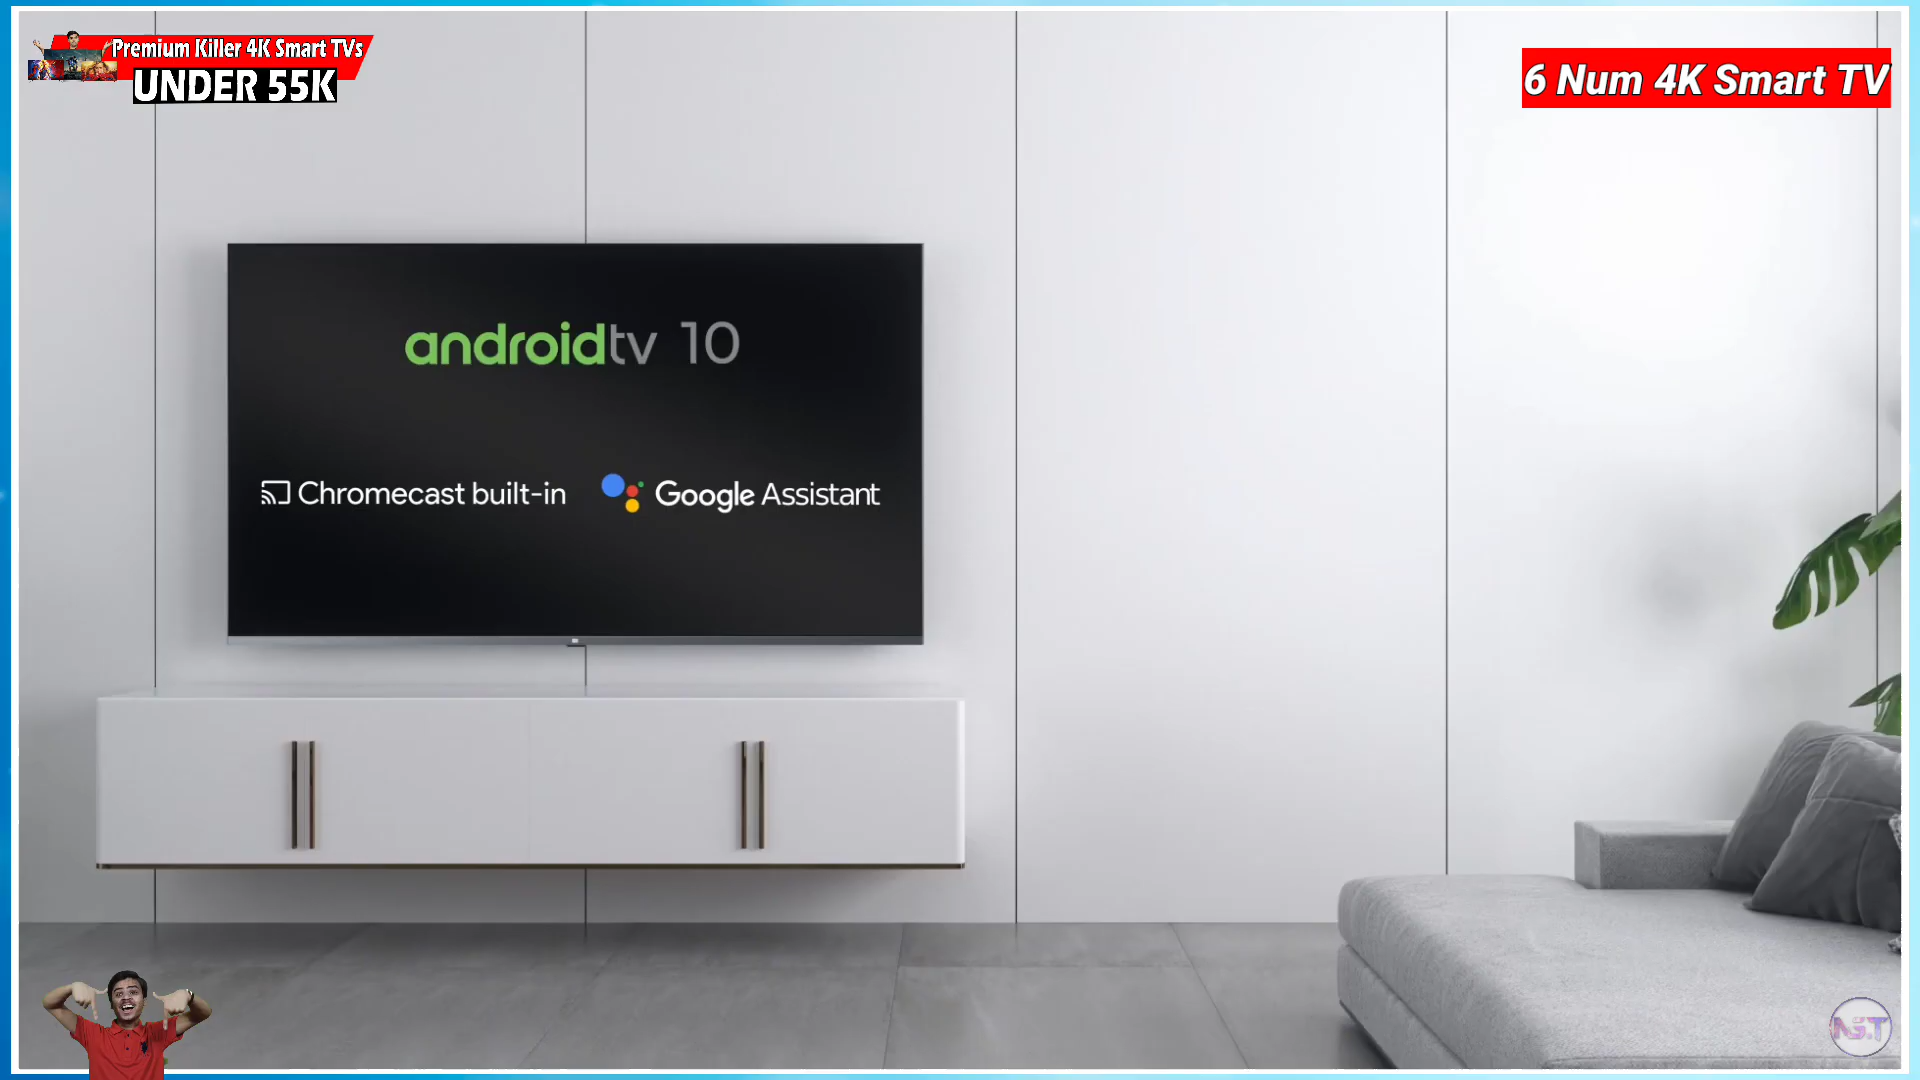 Premium Killer 4K Smart TVs
UNDER 55K
6 Num 4K Smart TV
androidtv 10
Chromecast built-in
Google Assistant
NGT